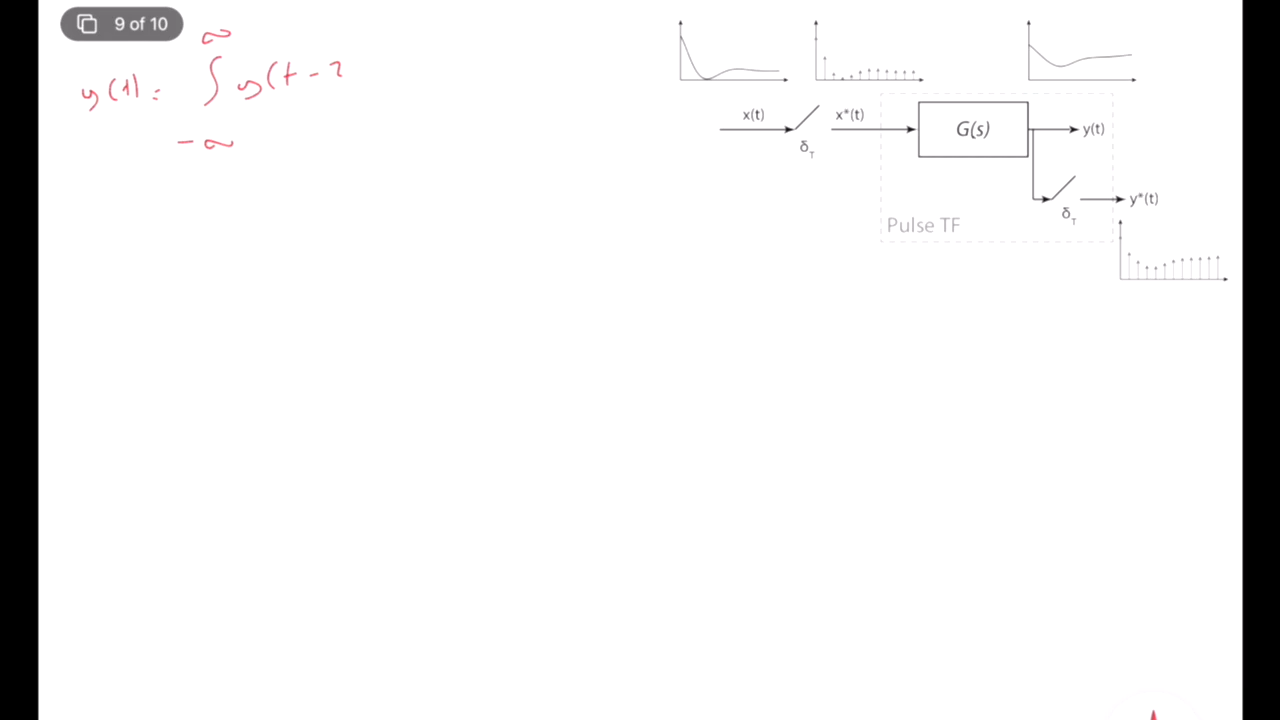 9 of 10
∞
y(t) = ∫ g(t -
-∞
x(t)
δT
x*(t)
G(s)
y(t)
δT
y*(t)
Pulse TF